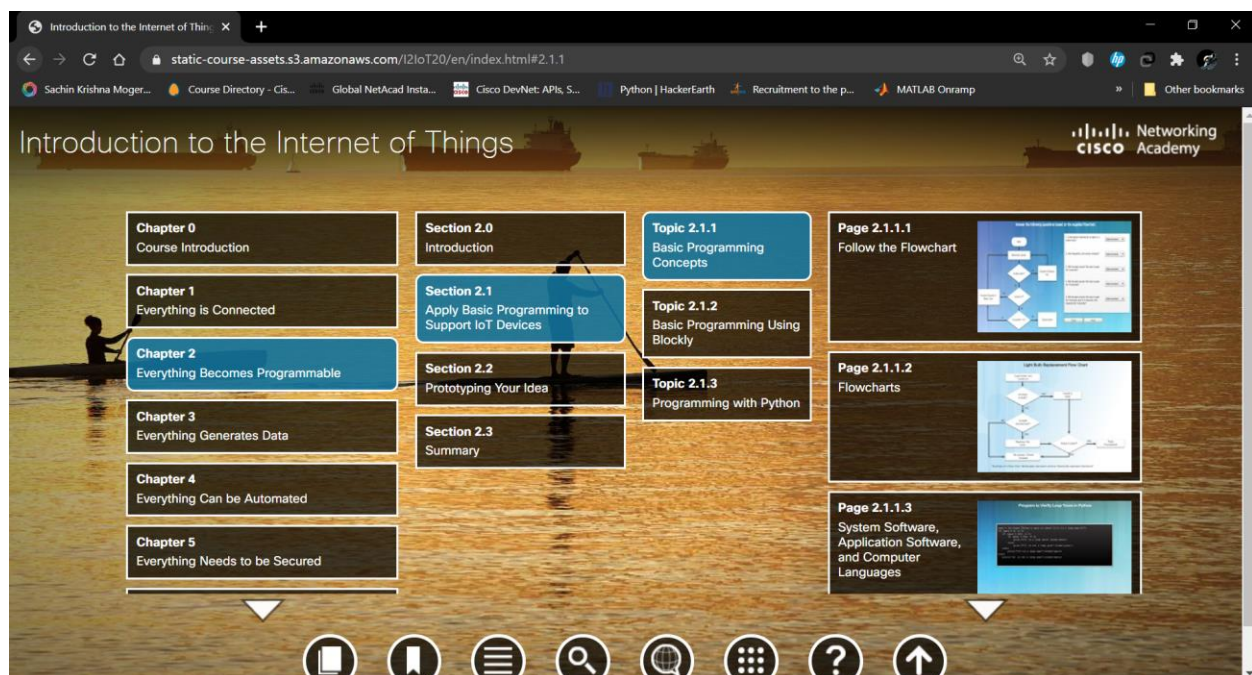 Introduction to the Internet of Thing
static-course-assets.s3.amazonaws.com/I2IoT20/en/index.html#2.1.1
Sachin Krishna Moger...
Course Directory - Cis...
Global NetAcad Insta...
Cisco DevNet: APIs, S...
Python | HackerEarth
Recruitment to the p...
MATLAB Onramp
»
Other bookmarks
Introduction to the Internet of Things
CISCO
Networking
Academy
Chapter 0
Course Introduction
Chapter 1
Everything is Connected
Chapter 2
Everything Becomes Programmable
Chapter 3
Everything Generates Data
Chapter 4
Everything Can be Automated
Chapter 5
Everything Needs to be Secured
Section 2.0
Introduction
Section 2.1
Apply Basic Programming to
Support IoT Devices
Section 2.2
Prototyping Your Idea
Section 2.3
Summary
Topic 2.1.1
Basic Programming
Concepts
Topic 2.1.2
Basic Programming Using
Blockly
Topic 2.1.3
Programming with Python
Page 2.1.1.1
Follow the Flowchart
Page 2.1.1.2
Flowcharts
Light Bulb Replacement Flow Chart
Page 2.1.1.3
System Software,
Application Software,
and Computer
Languages